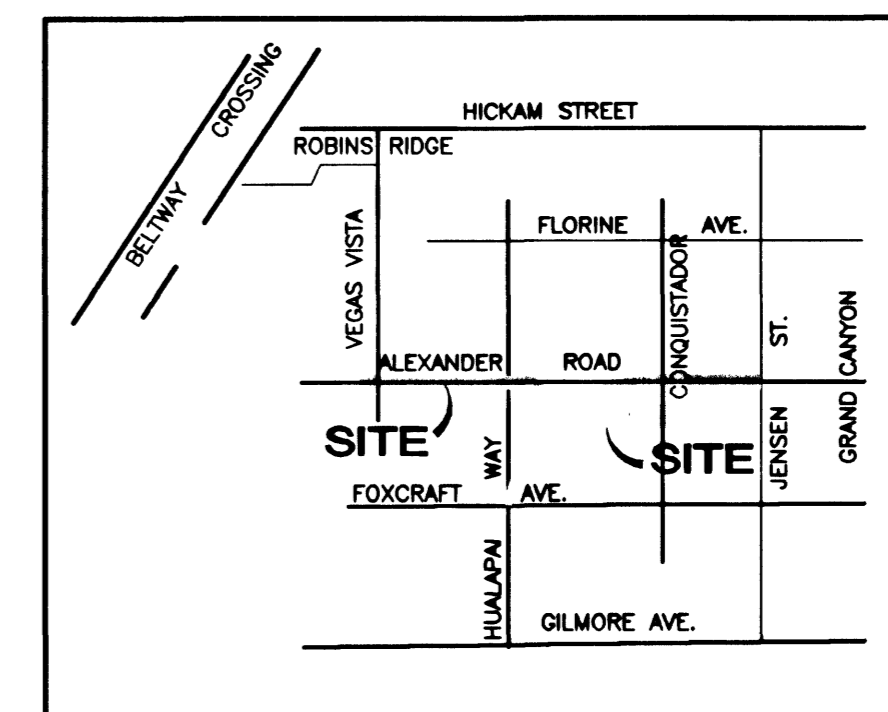 BELTWAY CROSSING
HICKAM STREET
ROBINS RIDGE
FLORINE AVE.
VEGAS VISTA
CONQUISTADOR
ST.
GRAND CANYON
ALEXANDER ROAD
SITE
SITE
WAY
JENSEN
FOXCRAFT AVE.
HUALAPAI
GILMORE AVE.